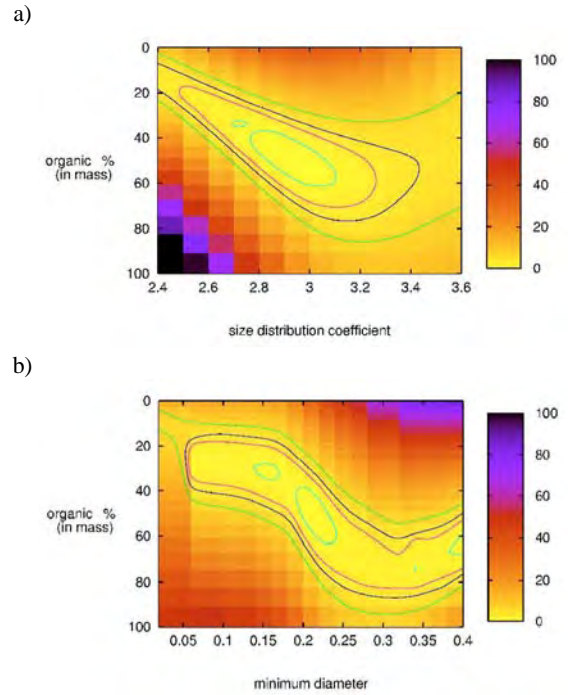 a)
0
20
40
60
80
100
organic %
(in mass)
2.4 2.6 2.8 3 3.2 3.4 3.6
size distribution coefficient
100
80
60
40
20
0
b)
0
20
40
60
80
100
organic %
(in mass)
0.05 0.1 0.15 0.2 0.25 0.3 0.35 0.4
minimum diameter
100
80
60
40
20
0